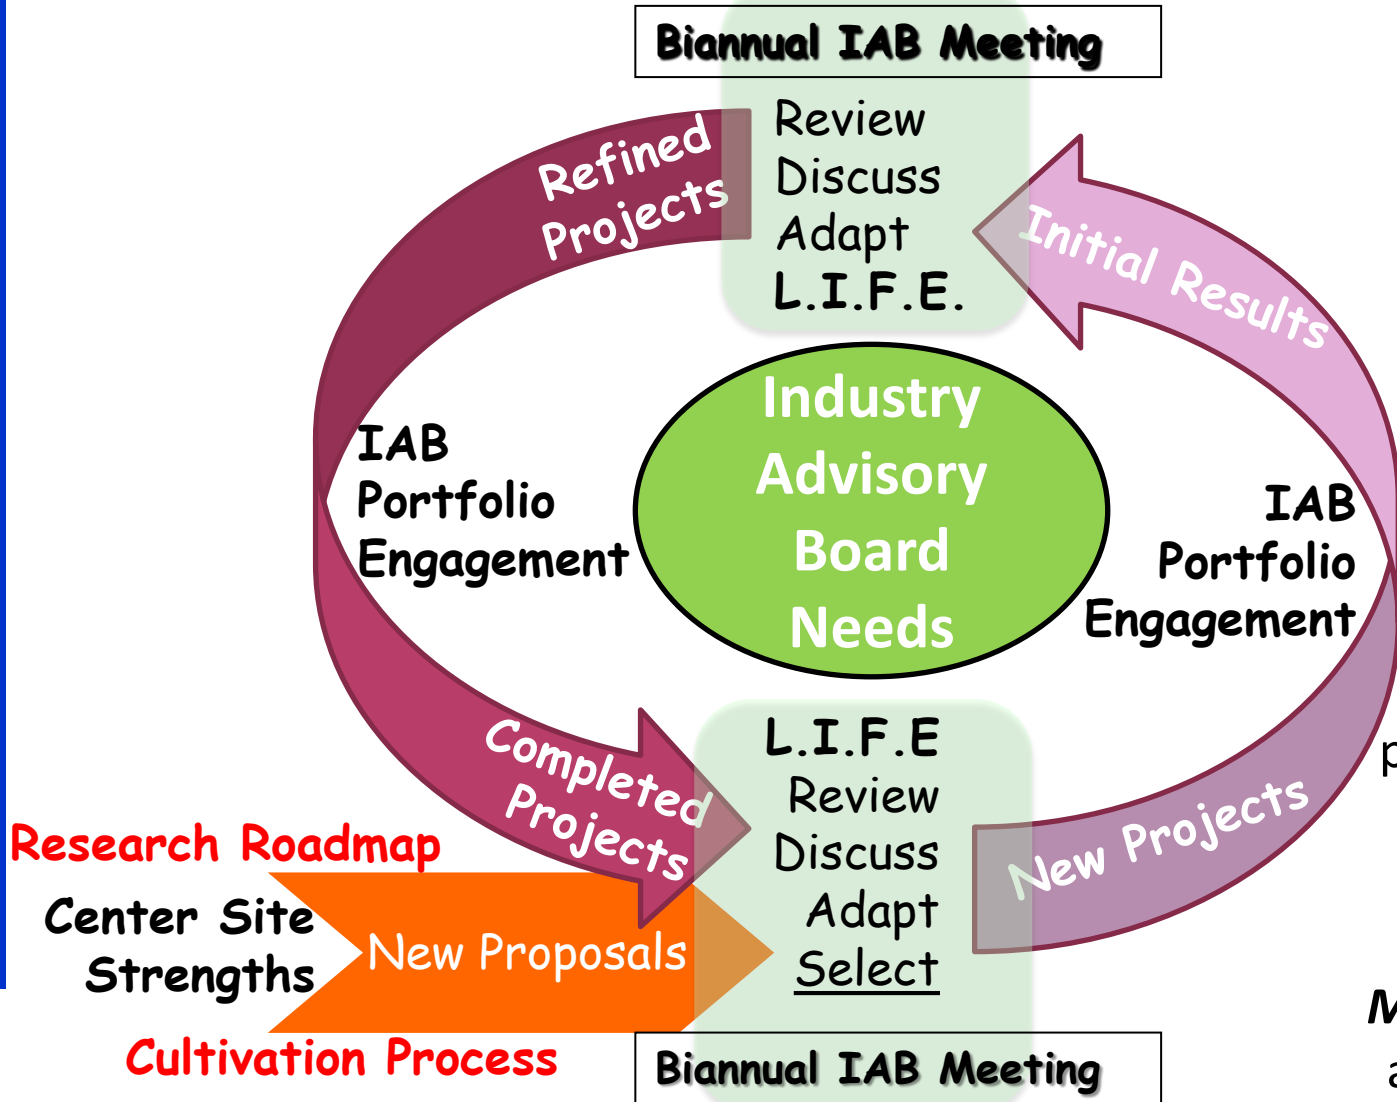 Biannual IAB Meeting
Review
Discuss
Adapt
L.I.F.E.
Refined
Projects
Initial Results
Industry
Advisory
Board
Needs
IAB
Portfolio
Engagement
IAB
Portfolio
Engagement
Completed
Projects
L.I.F.E
Review
Discuss
Adapt
Select
New Projects
Research Roadmap
Center Site
Strengths
New Proposals
Cultivation Process
Biannual IAB Meeting